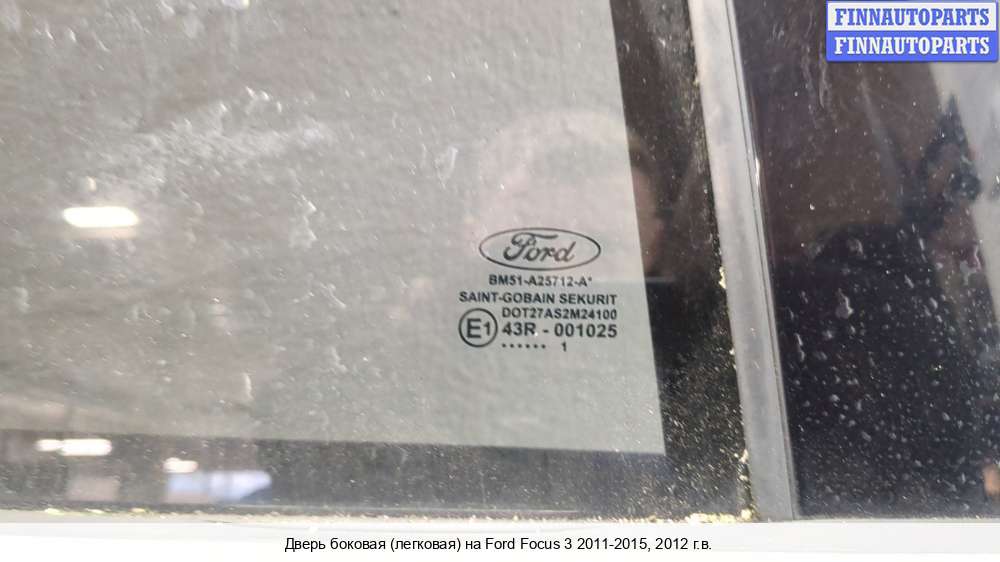 FINNAUTOPARTS
FINNAUTOPARTS
Ford
BM51-A25712-A*
SAINT-GOBAIN SEKURIT
DOT27AS2M24100
E1 43R - 001025
...... 1
Дверь боковая (легковая) на Ford Focus 3 2011-2015, 2012 г.в.